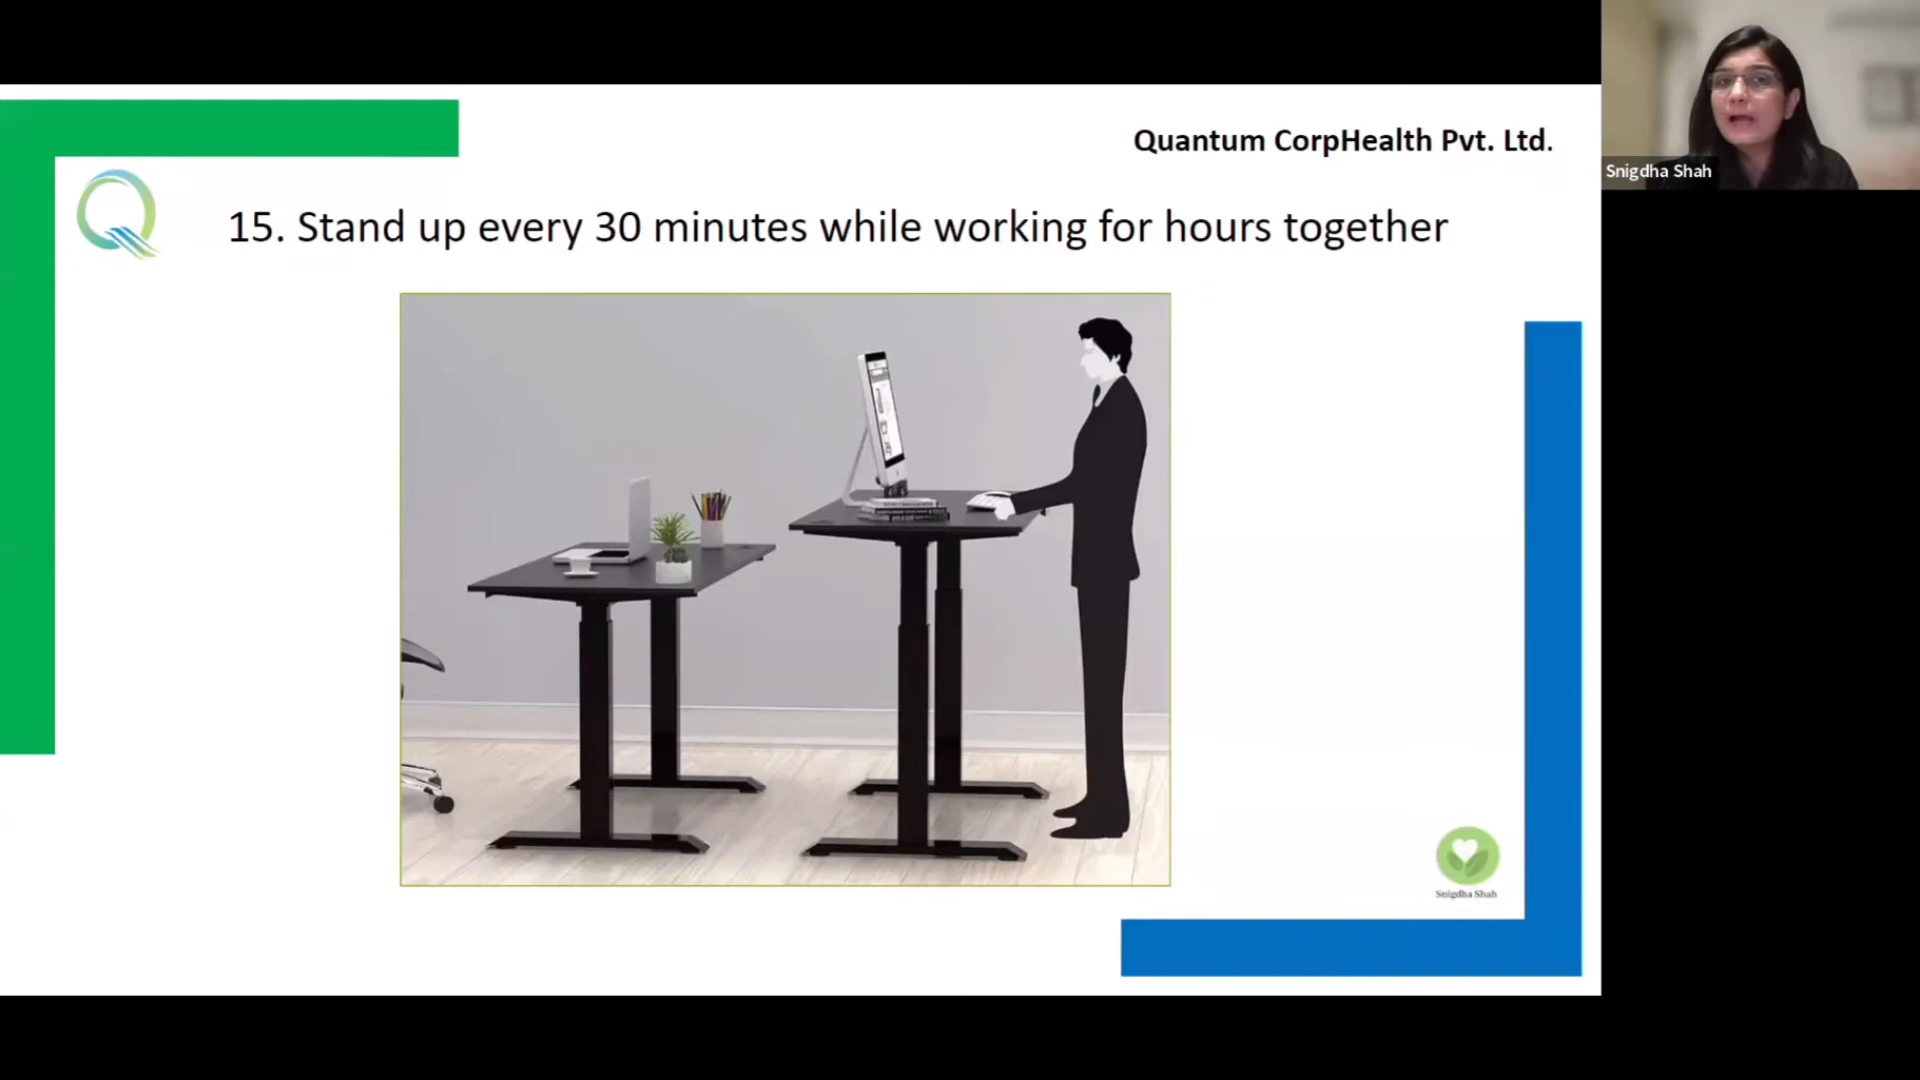 Quantum CorpHealth Pvt. Ltd.
Snigdha Shah
15. Stand up every 30 minutes while working for hours together
Snigdha Shah